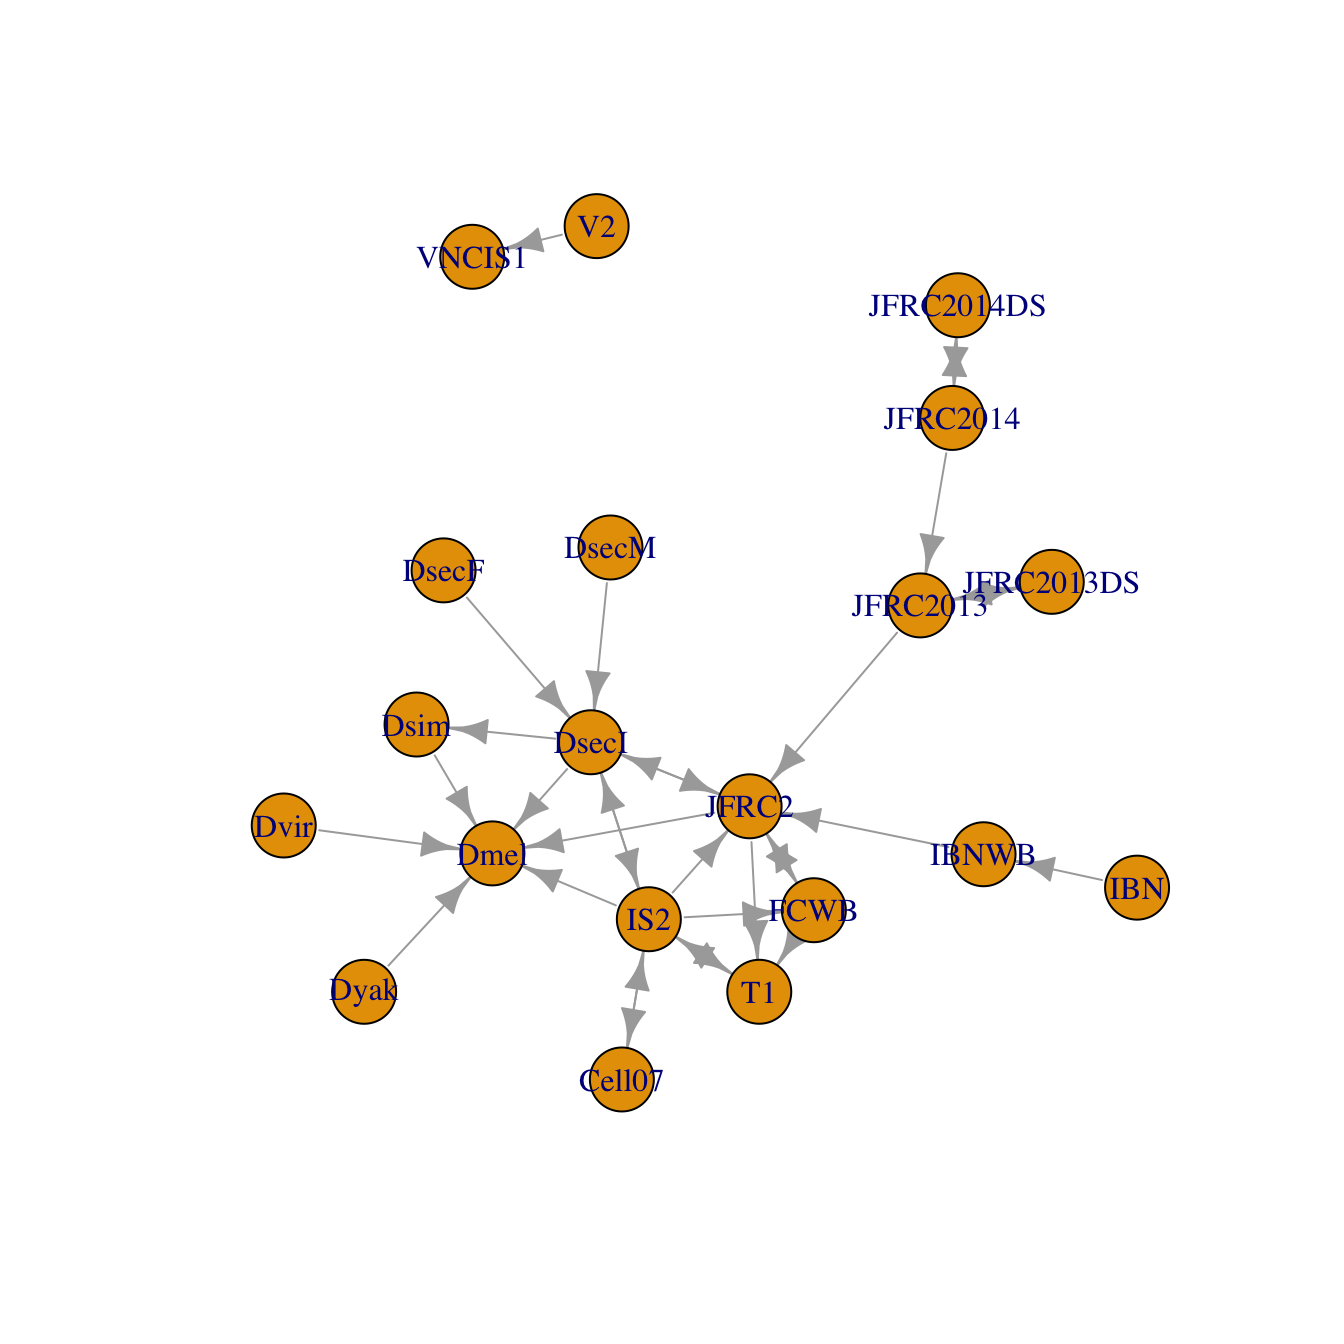 V2
VNCIS1
JFRC2014DS
JFRC2014
DsecM
DsecF
JFRC2013DS
JFRC2013
Dsim
DsecI
JFRC2
Dvir
Dmel
IBNWB
IBN
FCWB
IS2
Dyak
T1
Cell07